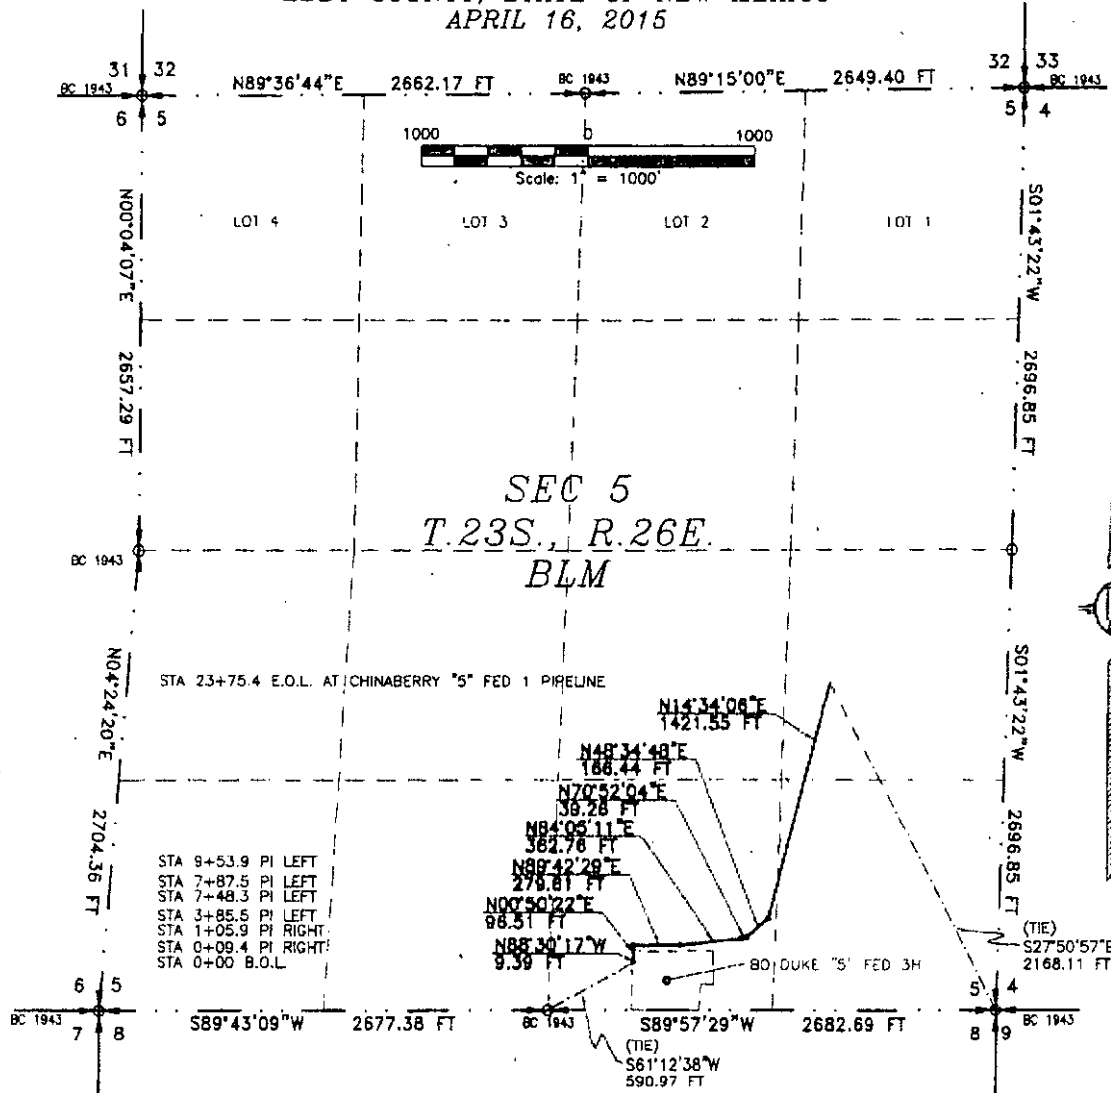 APRIL 16, 2015
31 32
32 33
BC 1943
N89°36'44"E 2662.17 FT
BC 1943
N89°15'00"E 2649.40 FT
BC 1943
6 5
5 4
1000 0 1000
Scale: 1" = 1000'
LOT 4
LOT 3
LOT 2
LOT 1
N00°04'07"E 2657.29 FT
S01°43'22"W 2696.85 FT
SEC 5
T.23S., R.26E.
BLM
BC 1943
STA 23+75.4 E.O.L. AT CHINABERRY "5" FED 1 PIPELINE
N04°24'20"E 2704.36 FT
S01°43'22"W 2696.85 FT
N14°34'06"E
1421.55 FT
N48°34'48"E
166.44 FT
N70°52'04"E
39.26 FT
N84°05'11"E
362.76 FT
N89°42'29"E
279.61 FT
N00°50'22"E
96.51 FT
N88°30'17"W
9.39 FT
STA 9+53.9 PI LEFT
STA 7+87.5 PI LEFT
STA 7+48.3 PI LEFT
STA 3+85.5 PI LEFT
STA 1+05.9 PI RIGHT
STA 0+09.4 PI RIGHT
STA 0+00 B.O.L.
BO DUKE "5" FED 3H
(TIE)
S27°50'57"E
2168.11 FT
6 5
5 4
BC 1943
S89°43'09"W 2677.38 FT
BC 1943
S89°57'29"W 2682.69 FT
BC 1943
7 8
8 9
(TIE)
S61°12'38"W
590.97 FT